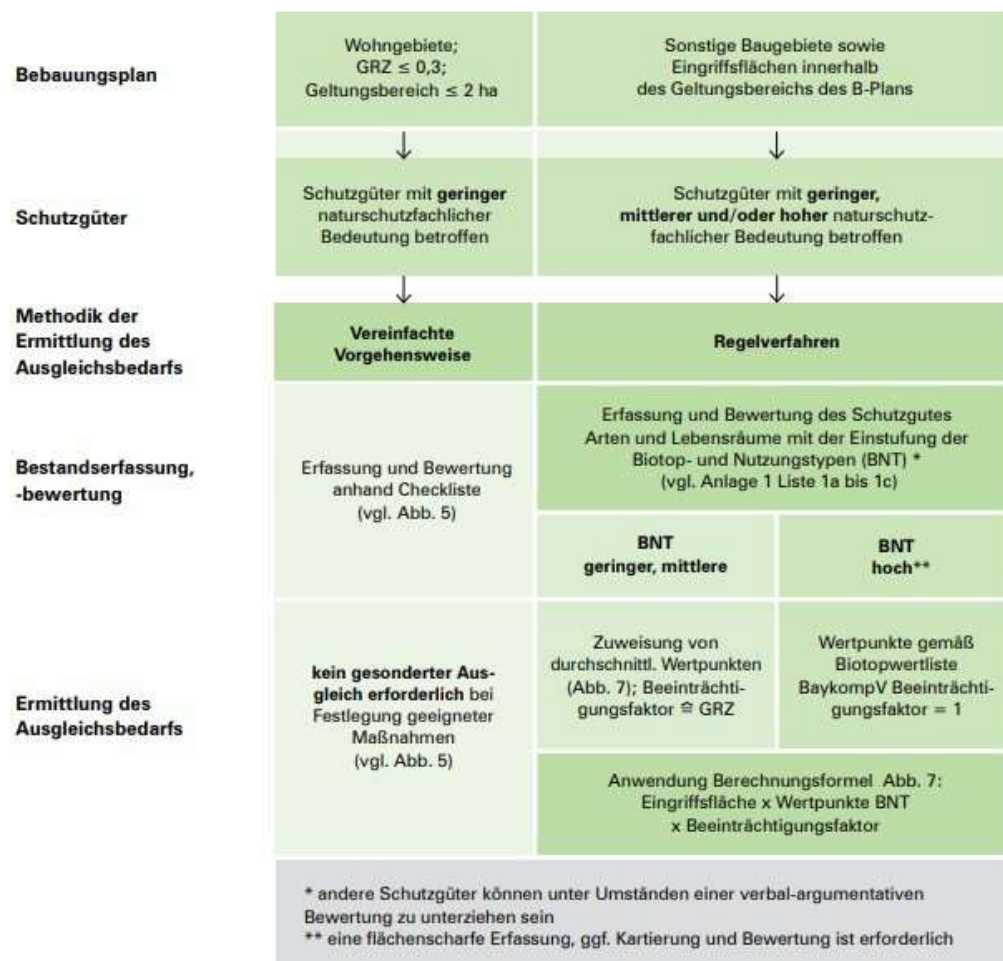 Bebauungsplan
Wohngebiete;
GRZ ≤ 0,3;
Geltungsbereich ≤ 2 ha
Sonstige Baugebiete sowie
Eingriffsflächen innerhalb
des Geltungsbereichs des B-Plans
Schutzgüter
Schutzgüter mit geringer
naturschutzfachlicher
Bedeutung betroffen
Schutzgüter mit geringer,
mittlerer und/oder hoher naturschutz-
fachlicher Bedeutung betroffen
Methodik der
Ermittlung des
Ausgleichsbedarfs
Vereinfachte
Vorgehensweise
Regelverfahren
Bestandserfassung,
-bewertung
Erfassung und Bewertung
anhand Checkliste
(vgl. Abb. 5)
Erfassung und Bewertung des Schutzgutes
Arten und Lebensräume mit der Einstufung der
Biotop- und Nutzungstypen (BNT) *
(vgl. Anlage 1 Liste 1a bis 1c)
BNT
geringer, mittlere
BNT
hoch**
Ermittlung des
Ausgleichsbedarfs
kein gesonderter Aus-
gleich erforderlich bei
Festlegung geeigneter
Maßnahmen
(vgl. Abb. 5)
Zuweisung von
durchschnittl. Wertpunkten
(Abb. 7); Beeinträchti-
gungsfaktor ≙ GRZ
Wertpunkte gemäß
Biotopwertliste
BaykompV Beeinträchti-
gungsfaktor = 1
Anwendung Berechnungsformel Abb. 7:
Eingriffsfläche x Wertpunkte BNT
x Beeinträchtigungsfaktor
* andere Schutzgüter können unter Umständen einer verbal-argumentativen
Bewertung zu unterziehen sein
** eine flächenscharfe Erfassung, ggf. Kartierung und Bewertung ist erforderlich